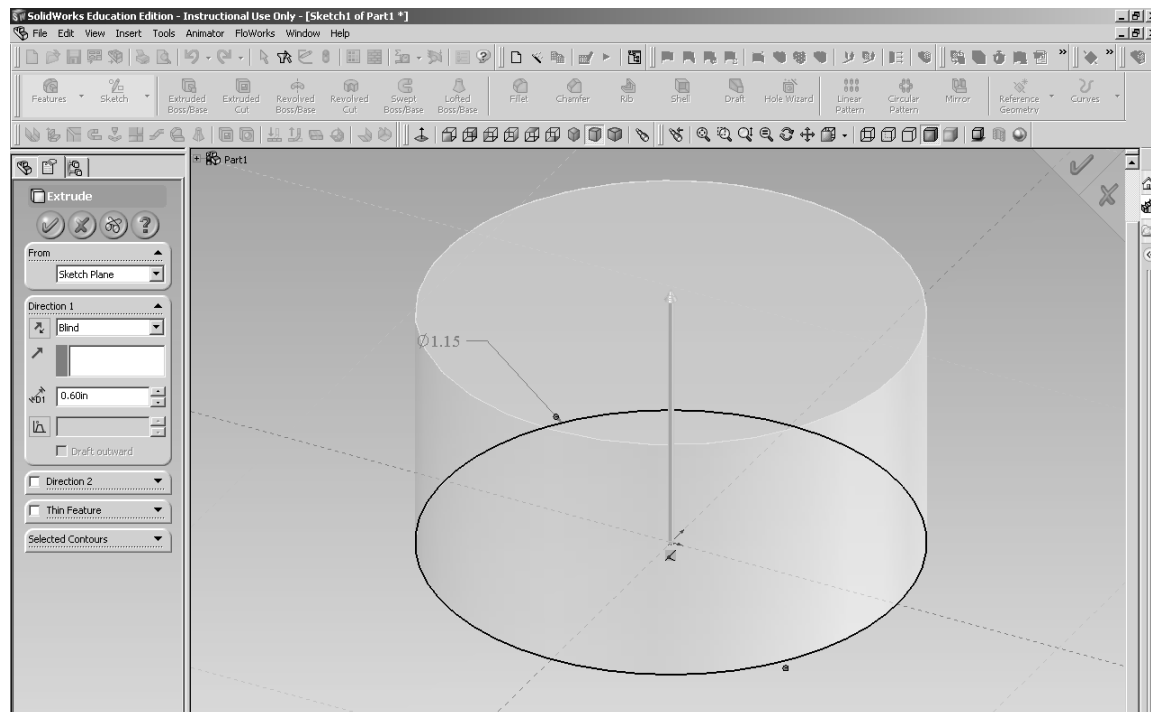 SolidWorks Education Edition - Instructional Use Only - [Sketch1 of Part1 *]
File Edit View Insert Tools Animator FloWorks Window Help
Features Sketch Extruded Boss/Base Extruded Cut Revolved Boss/Base Revolved Cut Swept Boss/Base Lofted Boss/Base Fillet Chamfer Rib Shell Draft Hole Wizard Linear Pattern Circular Pattern Mirror Reference Geometry Curves
Part1
Extrude
From
Sketch Plane
Direction 1
Blind
Ø1.15
D1 0.60in
Draft outward
Direction 2
Thin Feature
Selected Contours